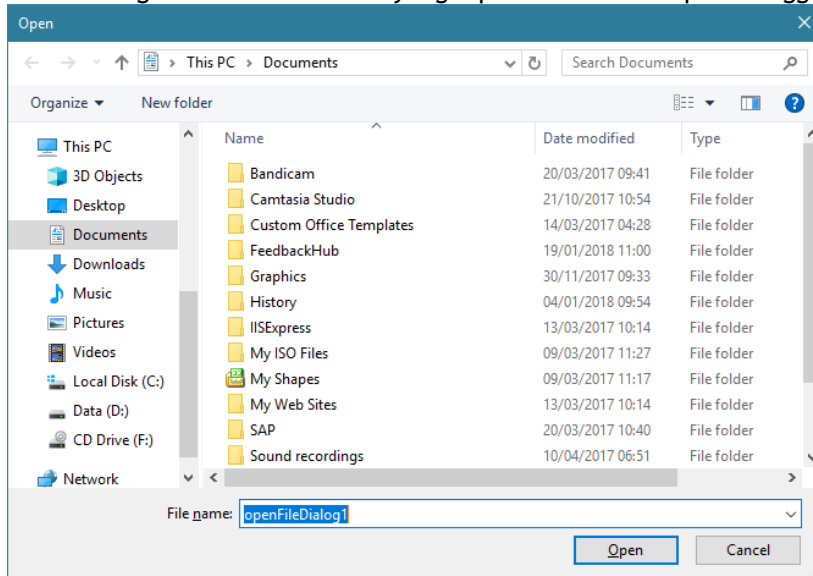 Open
This PC > Documents
Search Documents
Organize
New folder
This PC
3D Objects
Desktop
Documents
Downloads
Music
Pictures
Videos
Local Disk (C:)
Data (D:)
CD Drive (F:)
Network
Name Date modified Type
Bandicam 20/03/2017 09:41 File folder
Camtasia Studio 21/10/2017 10:54 File folder
Custom Office Templates 14/03/2017 04:28 File folder
FeedbackHub 19/01/2018 11:00 File folder
Graphics 30/11/2017 09:33 File folder
History 04/01/2018 09:54 File folder
IISExpress 13/03/2017 10:14 File folder
My ISO Files 09/03/2017 11:27 File folder
My Shapes 09/03/2017 11:17 File folder
My Web Sites 13/03/2017 10:14 File folder
SAP 20/03/2017 10:40 File folder
Sound recordings 10/04/2017 06:51 File folder
File name: openFileDialog1
Open Cancel